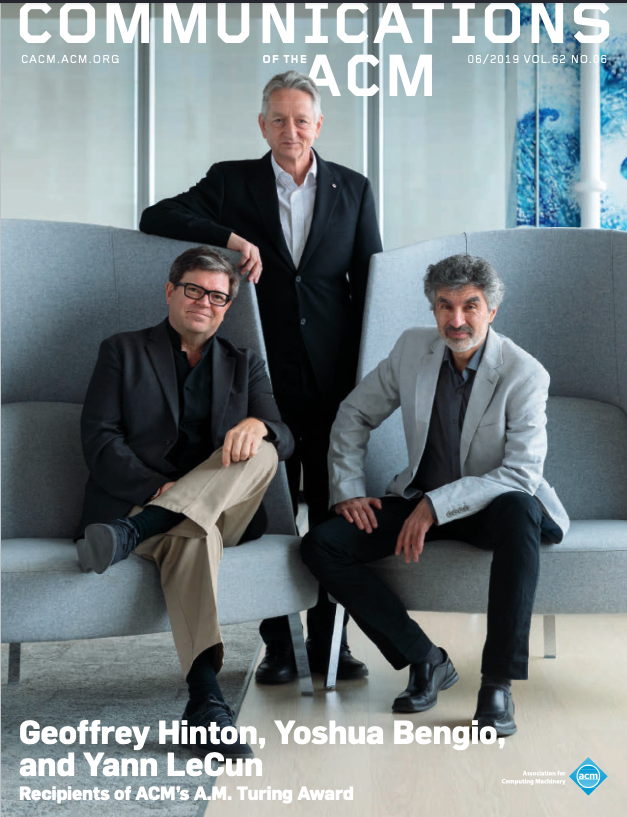 COMMUNICATIONS
CACM.ACM.ORG OF THE ACM 06/2019 VOL.62 NO.06
Geoffrey Hinton, Yoshua Bengio,
and Yann LeCun
Recipients of ACM's A.M. Turing Award
Association for
Computing Machinery
acm